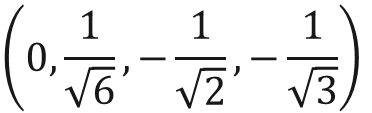 (0, 1/√6, −1/√2, −1/√3)